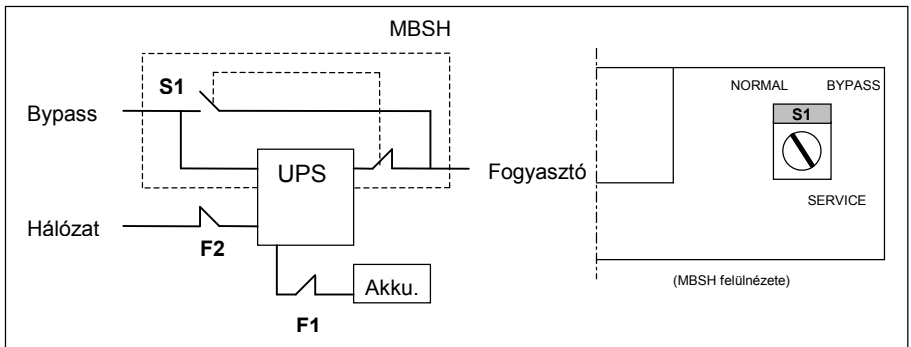 MBSH
S1
Bypass
UPS
Fogyasztó
Hálózat
F2
Akku.
F1
NORMAL BYPASS
S1
SERVICE
(MBSH felülnézete)